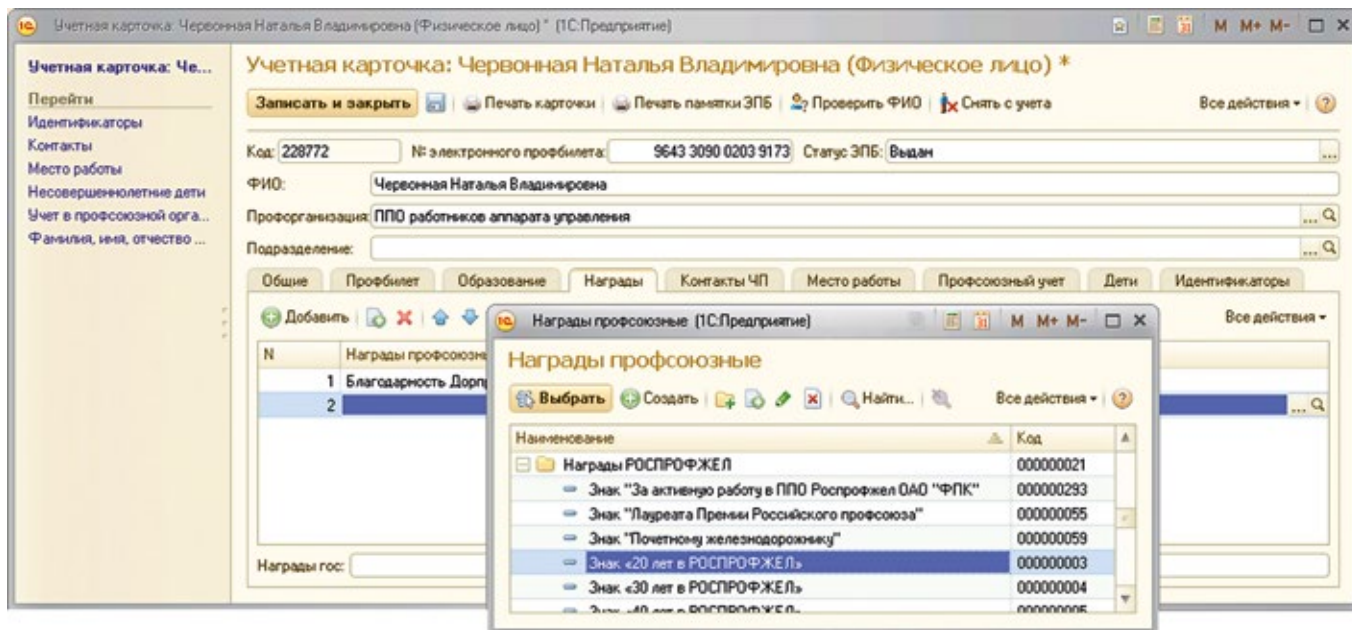 Учетная карточка: Червонная Наталья Владимировна (Физическое лицо) * (1С:Предприятие)
M M+ M-
Учетная карточка: Че...
Перейти
Идентификаторы
Контакты
Место работы
Несовершеннолетние дети
Учет в профсоюзной орга...
Фамилия, имя, отчество ...
Учетная карточка: Червонная Наталья Владимировна (Физическое лицо) *
Записать и закрыть Печать карточки Печать памятки ЭПБ Проверить ФИО Снять с учета Все действия
Код: 228772 № электронного профбилета: 9643 3090 0203 9173 Статус ЭПБ: Выдан
ФИО: Червонная Наталья Владимировна
Профорганизация: ППО работников аппарата управления
Подразделение:
Общие Профбилет Образование Награды Контакты ЧП Место работы Профсоюзный учет Дети Идентификаторы
Добавить Все действия
N Награды профсоюзны
1 Благодарность Дорп
2
Награды гос:
Награды профсоюзные (1С:Предприятие) M M+ M-
Награды профсоюзные
Выбрать Создать Найти... Все действия
Наименование Код
Награды РОСПРОФЖЕЛ 000000021
Знак "За активную работу в ППО Роспрофжел ОАО "ФПК" 000000293
Знак "Лауреата Премии Российского профсоюза" 000000055
Знак "Почетному железнодорожнику" 000000059
Знак «20 лет в РОСПРОФЖЕЛ» 000000003
Знак «30 лет в РОСПРОФЖЕЛ» 000000004
Знак «40 лет в РОСПРОФЖЕЛ» 000000005